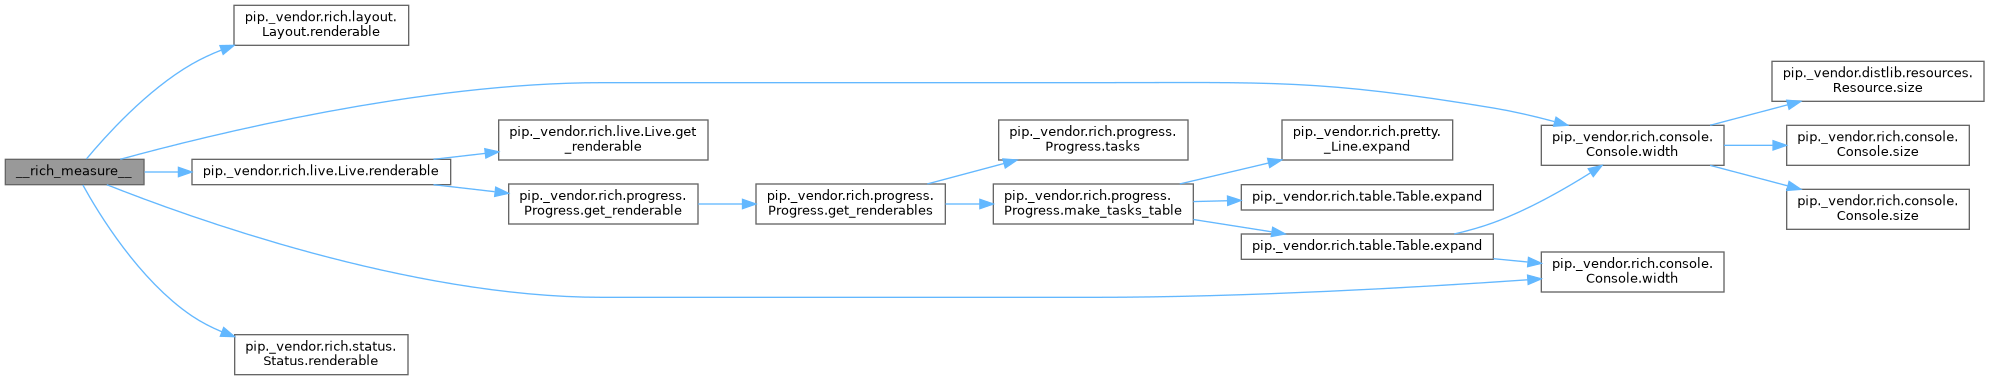 __rich_measure__
pip._vendor.rich.layout.
Layout.renderable
pip._vendor.rich.live.Live.renderable
pip._vendor.rich.status.
Status.renderable
pip._vendor.rich.live.Live.get
_renderable
pip._vendor.rich.progress.
Progress.get_renderable
pip._vendor.rich.progress.
Progress.get_renderables
pip._vendor.rich.progress.
Progress.tasks
pip._vendor.rich.progress.
Progress.make_tasks_table
pip._vendor.rich.pretty.
_Line.expand
pip._vendor.rich.table.Table.expand
pip._vendor.rich.table.Table.expand
pip._vendor.rich.console.
Console.width
pip._vendor.rich.console.
Console.width
pip._vendor.distlib.resources.
Resource.size
pip._vendor.rich.console.
Console.size
pip._vendor.rich.console.
Console.size